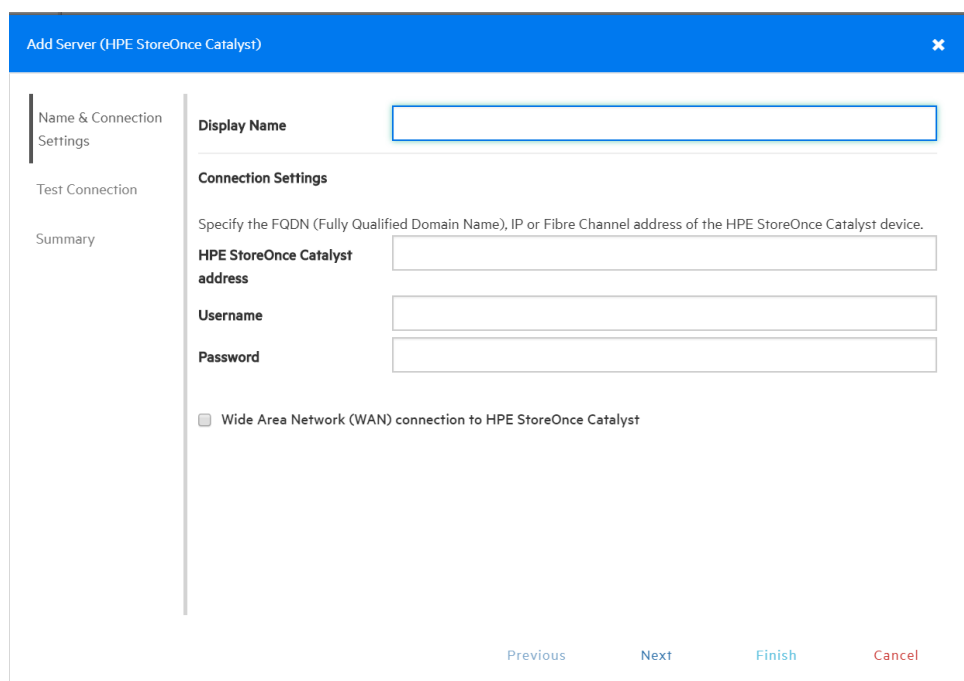 Add Server (HPE StoreOnce Catalyst)
Name & Connection
Settings
Test Connection
Summary
Display Name
Connection Settings
Specify the FQDN (Fully Qualified Domain Name), IP or Fibre Channel address of the HPE StoreOnce Catalyst device.
HPE StoreOnce Catalyst
address
Username
Password
Wide Area Network (WAN) connection to HPE StoreOnce Catalyst
Previous Next Finish Cancel